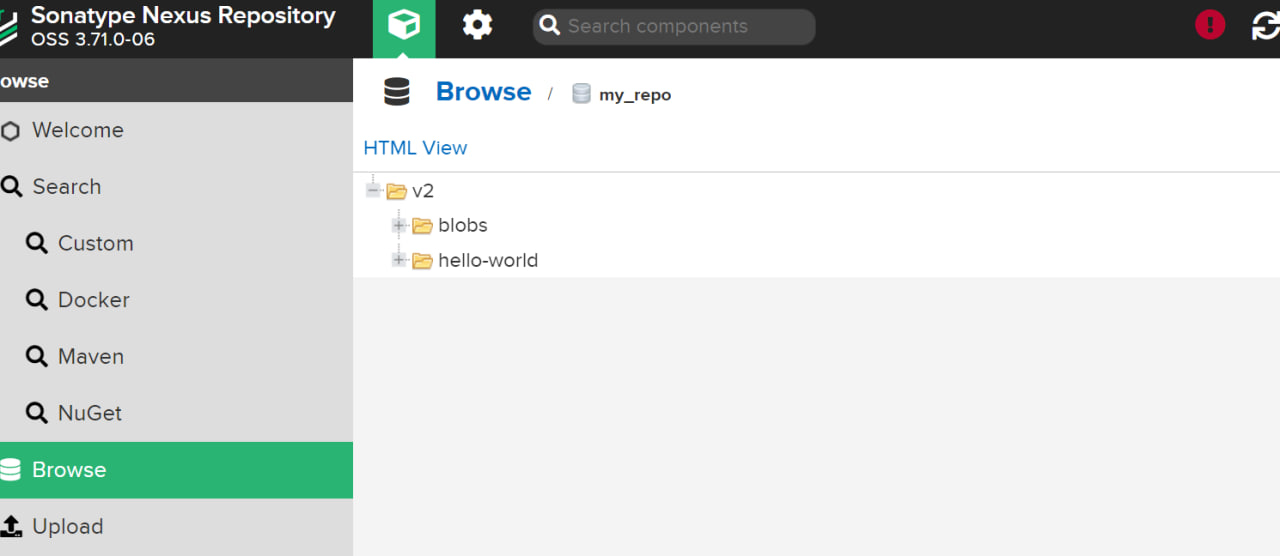 Sonatype Nexus Repository
OSS 3.71.0-06
Search components
owse
Browse / my_repo
Welcome
HTML View
Search
v2
blobs
Custom
hello-world
Docker
Maven
NuGet
Browse
Upload